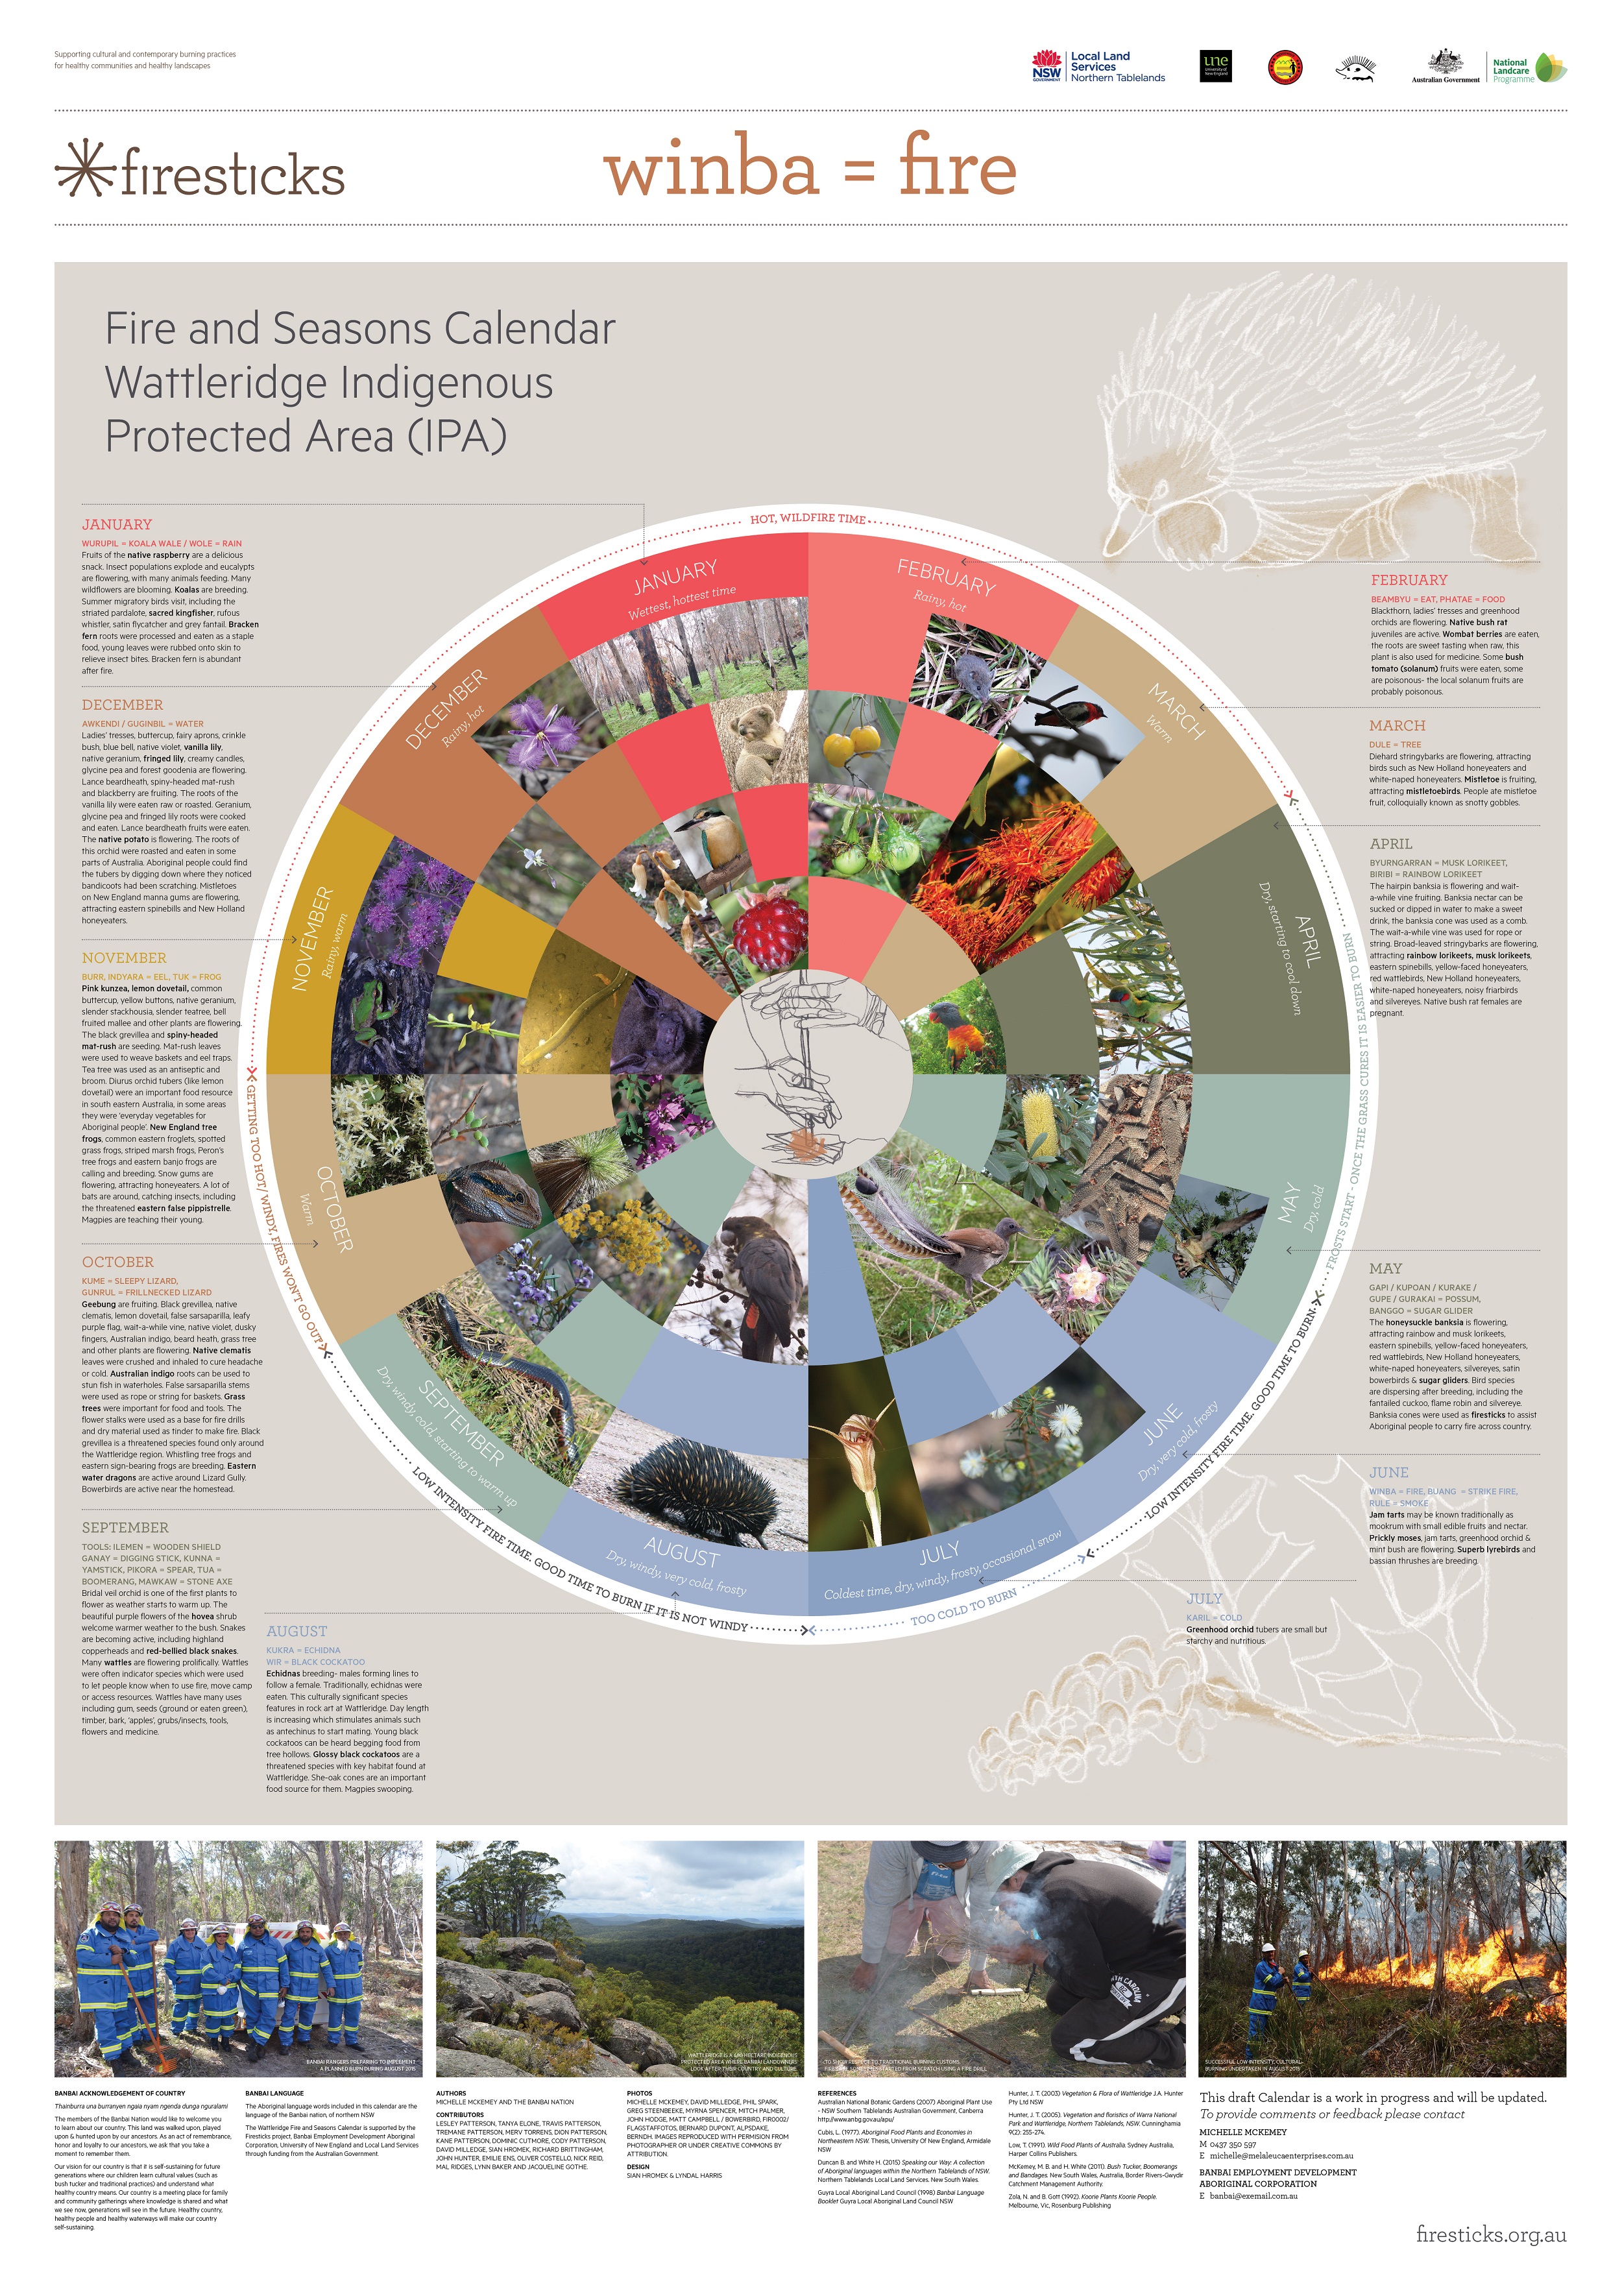 Supporting cultural and contemporary burning practices
for healthy communities and healthy landscapes
NSW
GOVERNMENT
Local Land
Services
Northern Tablelands
une
University of
New England
Australian Government
National
Landcare
Programme
firesticks
winba = fire
Fire and Seasons Calendar
Wattleridge Indigenous
Protected Area (IPA)
JANUARY
WURUPIL = KOALA WALE / WOLE = RAIN
Fruits of the native raspberry are a delicious
snack. Insect populations explode and eucalypts
are flowering, with many animals feeding. Many
wildflowers are blooming. Koalas are breeding.
Summer migratory birds visit, including the
striated pardalote, sacred kingfisher, rufous
whistler, satin flycatcher and grey fantail. Bracken
fern roots were processed and eaten as a staple
food, young leaves were rubbed onto skin to
relieve insect bites. Bracken fern is abundant
after fire.
DECEMBER
AWKENDI / GUGINBIL = WATER
Ladies' tresses, buttercup, fairy aprons, crinkle
bush, blue bell, native violet, vanilla lily,
native geranium, fringed lily, creamy candles,
glycine pea and forest goodenia are flowering.
Lance beardheath, spiny-headed mat-rush
and blackberry are fruiting. The roots of the
vanilla lily were eaten raw or roasted. Geranium,
glycine pea and fringed lily roots were cooked
and eaten. Lance beardheath fruits were eaten.
The native potato is flowering. The roots of
this orchid were roasted and eaten in some
parts of Australia. Aboriginal people could find
the tubers by digging down where they noticed
bandicoots had been scratching. Mistletoes
on New England manna gums are flowering,
attracting eastern spinebills and New Holland
honeyeaters.
NOVEMBER
BURR, INDYARA = EEL, TUK = FROG
Pink kunzea, lemon dovetail, common
buttercup, yellow buttons, native geranium,
slender stackhousia, slender teatree, bell
fruited mallee and other plants are flowering.
The black grevillea and spiny-headed
mat-rush are seeding. Mat-rush leaves
were used to weave baskets and eel traps.
Tea tree was used as an antiseptic and
broom. Diurus orchid tubers (like lemon
dovetail) were an important food resource
in south eastern Australia, in some areas
they were 'everyday vegetables for
Aboriginal people'. New England tree
frogs, common eastern froglets, spotted
grass frogs, striped marsh frogs, Peron's
tree frogs and eastern banjo frogs are
calling and breeding. Snow gums are
flowering, attracting honeyeaters. A lot of
bats are around, catching insects, including
the threatened eastern false pippistrelle.
Magpies are teaching their young.
OCTOBER
KUME = SLEEPY LIZARD,
GUNRUL = FRILLNECKED LIZARD
Geebung are fruiting. Black grevillea, native
clematis, lemon dovetail, false sarsaparilla, leafy
purple flag, wait-a-while vine, native violet, dusky
fingers, Australian indigo, beard heath, grass tree
and other plants are flowering. Native clematis
leaves were crushed and inhaled to cure headache
or cold. Australian indigo roots can be used to
stun fish in waterholes. False sarsaparilla stems
were used as rope or string for baskets. Grass
trees were important for food and tools. The
flower stalks were used as a base for fire drills
and dry material used as tinder to make fire. Black
grevillea is a threatened species found only around
the Wattleridge region. Whistling tree frogs and
eastern sign-bearing frogs are breeding. Eastern
water dragons are active around Lizard Gully.
Bowerbirds are active near the homestead.
SEPTEMBER
TOOLS: ILEMEN = WOODEN SHIELD
GANAY = DIGGING STICK, KUNNA =
YAMSTICK, PIKORA = SPEAR, TUA =
BOOMERANG, MAWKAW = STONE AXE
Bridal veil orchid is one of the first plants to
flower as weather starts to warm up. The
beautiful purple flowers of the hovea shrub
welcome warmer weather to the bush. Snakes
are becoming active, including highland
copperheads and red-bellied black snakes.
Many wattles are flowering prolifically. Wattles
were often indicator species which were used
to let people know when to use fire, move camp
or access resources. Wattles have many uses
including gum, seeds (ground or eaten green),
timber, bark, 'apples', grubs/insects, tools,
flowers and medicine.
AUGUST
KUKRA = ECHIDNA
WIR = BLACK COCKATOO
Echidnas breeding- males forming lines to
follow a female. Traditionally, echidnas were
eaten. This culturally significant species
features in rock art at Wattleridge. Day length
is increasing which stimulates animals such
as antechinus to start mating. Young black
cockatoos can be heard begging food from
tree hollows. Glossy black cockatoos are a
threatened species with key habitat found at
Wattleridge. She-oak cones are an important
food source for them. Magpies swooping.
HOT, WILDFIRE TIME
JANUARY
Wettest, hottest time
FEBRUARY
Rainy, hot
MARCH
Warm
APRIL
Dry, starting to cool down
MAY
Dry, cold
JUNE
Dry, very cold, frosty
JULY
Coldest time, dry, windy, frosty, occasional snow
AUGUST
Dry, windy, very cold, frosty
SEPTEMBER
Dry, windy, cold, starting to warm up
OCTOBER
Warm
NOVEMBER
Rainy, warm
DECEMBER
Rainy, hot
FROSTS START - ONCE THE GRASS CURES IT IS EASIER TO BURN
LOW INTENSITY FIRE TIME. GOOD TIME TO BURN
TOO COLD TO BURN
LOW INTENSITY FIRE TIME. GOOD TIME TO BURN IF IT IS NOT WINDY
GETTING TOO HOT/ WINDY, FIRES WON'T GO OUT
FEBRUARY
BEAMBYU = EAT, PHATAE = FOOD
Blackthorn, ladies' tresses and greenhood
orchids are flowering. Native bush rat
juveniles are active. Wombat berries are eaten,
the roots are sweet tasting when raw, this
plant is also used for medicine. Some bush
tomato (solanum) fruits were eaten, some
are poisonous- the local solanum fruits are
probably poisonous.
MARCH
DULE = TREE
Diehard stringybarks are flowering, attracting
birds such as New Holland honeyeaters and
white-naped honeyeaters. Mistletoe is fruiting,
attracting mistletoebirds. People ate mistletoe
fruit, colloquially known as snotty gobbles.
APRIL
BYURNGARRAN = MUSK LORIKEET,
BIRIBI = RAINBOW LORIKEET
The hairpin banksia is flowering and wait-
a-while vine fruiting. Banksia nectar can be
sucked or dipped in water to make a sweet
drink, the banksia cone was used as a comb.
The wait-a-while vine was used for rope or
string. Broad-leaved stringybarks are flowering,
attracting rainbow lorikeets, musk lorikeets,
eastern spinebills, yellow-faced honeyeaters,
red wattlebirds, New Holland honeyeaters,
white-naped honeyeaters, noisy friarbirds
and silvereyes. Native bush rat females are
pregnant.
MAY
GAPI / KUPOAN / KURAKE /
GUPE / GURAKAI = POSSUM,
BANGGO = SUGAR GLIDER
The honeysuckle banksia is flowering,
attracting rainbow and musk lorikeets,
eastern spinebills, yellow-faced honeyeaters,
red wattlebirds, New Holland honeyeaters,
white-naped honeyeaters, silvereyes, satin
bowerbirds & sugar gliders. Bird species
are dispersing after breeding, including the
fantailed cuckoo, flame robin and silvereye.
Banksia cones were used as firesticks to assist
Aboriginal people to carry fire across country.
JUNE
WINBA = FIRE, BUANG = STRIKE FIRE,
RULE = SMOKE
Jam tarts may be known traditionally as
mookrum with small edible fruits and nectar.
Prickly moses, jam tarts, greenhood orchid &
mint bush are flowering. Superb lyrebirds and
bassian thrushes are breeding.
JULY
KARIL = COLD
Greenhood orchid tubers are small but
starchy and nutritious.
BANBAI RANGERS PREPARING TO IMPLEMENT
A PLANNED BURN DURING AUGUST 2015
WATTLERIDGE IS A 480 HECTARE INDIGENOUS
PROTECTED AREA WHERE BANBAI LANDOWNERS
LOOK AFTER THEIR COUNTRY AND CULTURE
TO SHOW RESPECT TO TRADITIONAL BURNING CUSTOMS,
SUCCESSFUL LOW INTENSITY, CULTURAL
BURNING UNDERTAKEN IN AUGUST 2015
BANBAI ACKNOWLEDGEMENT OF COUNTRY
Thanburra una burranyen ngaia nyam ngenda dunga nguralami
The members of the Banbai Nation would like to welcome you
to learn about our country. This land was walked upon, played
upon & hunted upon by our ancestors. As an act of remembrance,
honor and loyalty to our ancestors, we ask that you take a
moment to remember them.
Our vision for our country is that it is self-sustaining for future
generations where our children learn cultural values (such as
bush tucker and traditional practices) and understand what
healthy country means. Our country is a meeting place for family
and community gatherings where knowledge is shared and what
we see now, generations will see in the future. Healthy country,
healthy people and healthy waterways will make our country
self-sustaining.
BANBAI LANGUAGE
The Aboriginal language words included in this calendar are the
language of the Banbai nation, of northern NSW
The Wattleridge Fire and Seasons Calendar is supported by the
Firesticks project, Banbai Employment Development Aboriginal
Corporation, University of New England and Local Land Services
through funding from the Australian Government.
AUTHORS
MICHELLE MCKEMEY AND THE BANBAI NATION
CONTRIBUTORS
LESLEY PATTERSON, TANYA ELONE, TRAVIS PATTERSON,
TREMANE PATTERSON, MERV TORRENS, DION PATTERSON,
KANE PATTERSON, DOMINIC CUTMORE, CODY PATTERSON,
DAVID MILLEDGE, SIAN HROMEK, RICHARD BRITTINGHAM,
JOHN HUNTER, EMILIE ENS, OLIVER COSTELLO, NICK REID,
MAL RIDGES, LYNN BAKER AND JACQUELINE GOTHE.
PHOTOS
MICHELLE MCKEMEY, DAVID MILLEDGE, PHIL SPARK,
GREG STEENBEEKE, MYRNA SPENCER, MITCH PALMER,
JOHN HODGE, MATT CAMPBELL / BOWERBIRD, FIR0002/
FLAGSTAFFOTOS, BERNARD DUPONT, ALPSDAKE,
BERNDH. IMAGES REPRODUCED WITH PERMISSION FROM
PHOTOGRAPHER OR UNDER CREATIVE COMMONS BY
ATTRIBUTION.
DESIGN
SIAN HROMEK & LYNDAL HARRIS
REFERENCES
Australian National Botanic Gardens (2007) Aboriginal Plant Use
- NSW Southern Tablelands Australian Government, Canberra
http://www.anbg.gov.au/apu/
Cubis, L. (1977). Aboriginal Food Plants and Economies in
Northeastern NSW. Thesis, University Of New England, Armidale
NSW
Duncan B. and White H. (2015) Speaking our Way: A collection
of Aboriginal languages within the Northern Tablelands of NSW.
Northern Tablelands Local Land Services. New South Wales.
Guyra Local Aboriginal Land Council (1998) Banbai Language
Booklet Guyra Local Aboriginal Land Council NSW
Hunter, J. T. (2003) Vegetation & Flora of Wattleridge J.A. Hunter
Pty Ltd NSW
Hunter, J. T. (2005). Vegetation and floristics of Warra National
Park and Wattleridge, Northern Tablelands, NSW. Cunninghamia
9(2): 255-274.
Low, T. (1991). Wild Food Plants of Australia. Sydney Australia,
Harper Collins Publishers.
McKemey, M. B. and H. White (2011). Bush Tucker, Boomerangs
and Bandages. New South Wales, Australia, Border Rivers-Gwydir
Catchment Management Authority.
Zola, N. and B. Gott (1992). Koorie Plants Koorie People.
Melbourne, Vic, Rosenburg Publishing
This draft Calendar is a work in progress and will be updated.
To provide comments or feedback please contact
MICHELLE MCKEMEY
M 0437 350 597
E michelle@melaleucaenterprises.com.au
BANBAI EMPLOYMENT DEVELOPMENT
ABORIGINAL CORPORATION
E banbai@exemail.com.au
firesticks.org.au